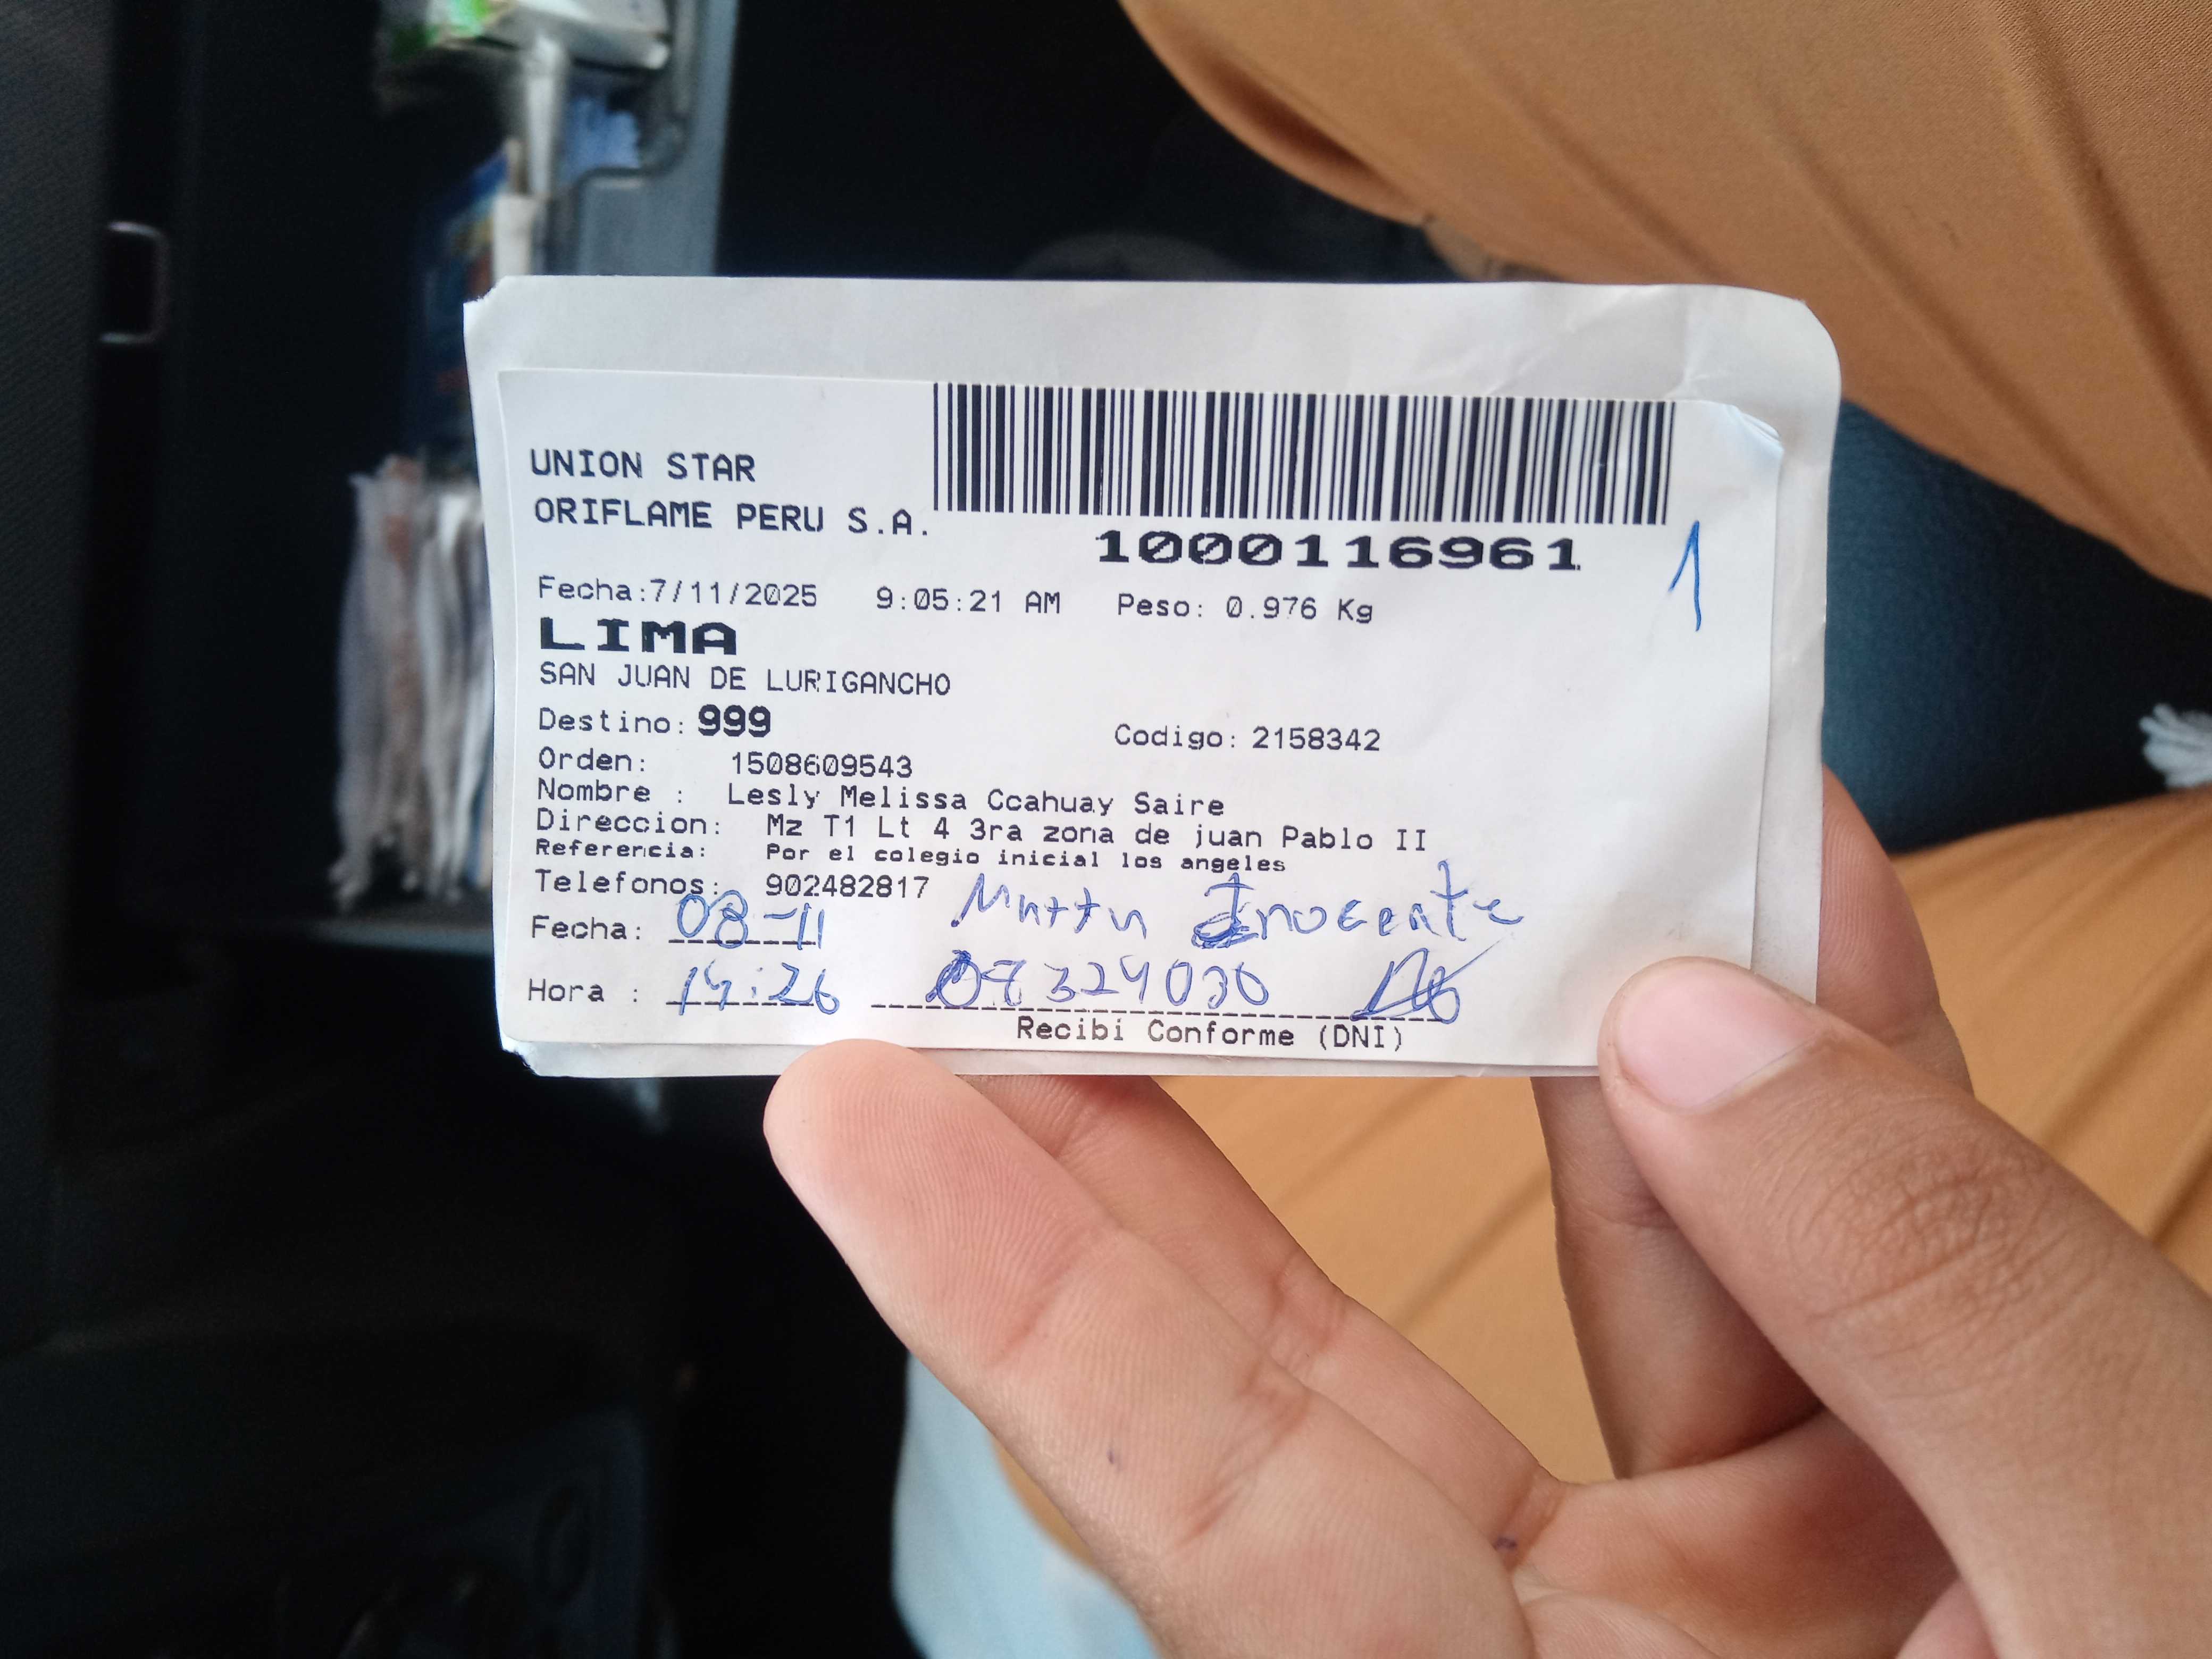 UNION STAR
ORIFLAME PERU S.A.
1000116961
1
Fecha:7/11/2025 9:05:21 AM Peso: 0.976 Kg
LIMA
SAN JUAN DE LURIGANCHO
Destino: 999 Codigo: 2158342
Orden: 1508609543
Nombre : Lesly Melissa Ccahuay Saire
Direccion: Mz T1 Lt 4 3ra zona de juan Pablo II
Referencia: Por el colegio inicial los angeles
Telefonos: 902482817
Fecha: 08-11 Inocente
Hora :
Recibi Conforme (DNI)